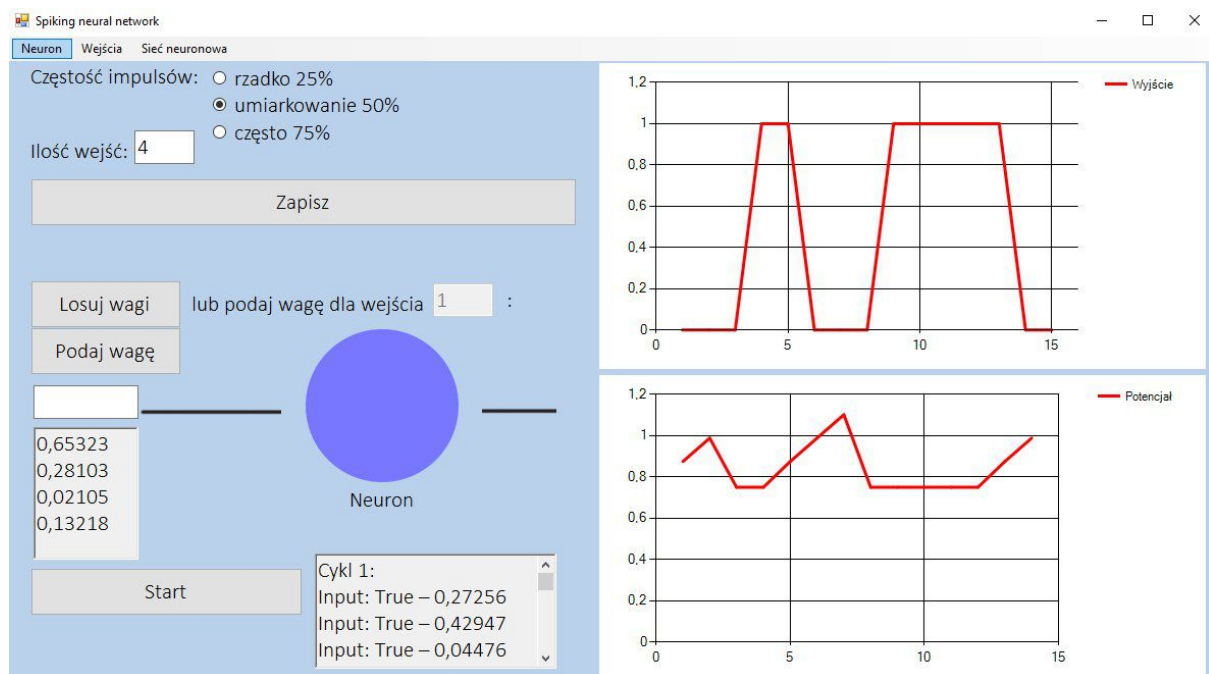 Spiking neural network
Neuron Wejścia Sieć neuronowa
Częstość impulsów: rzadko 25%
umiarkowanie 50%
często 75%
Ilość wejść: 4
Zapisz
Losuj wagi lub podaj wagę dla wejścia 1 :
Podaj wagę
0,65323
0,28103
0,02105
0,13218
Neuron
Start
Cykl 1:
Input: True – 0,27256
Input: True – 0,42947
Input: True – 0,04476
1,2
1
0,8
0,6
0,4
0,2
0
0 5 10 15
Wyjście
1,2
1
0,8
0,6
0,4
0,2
0
0 5 10 15
Potencjał